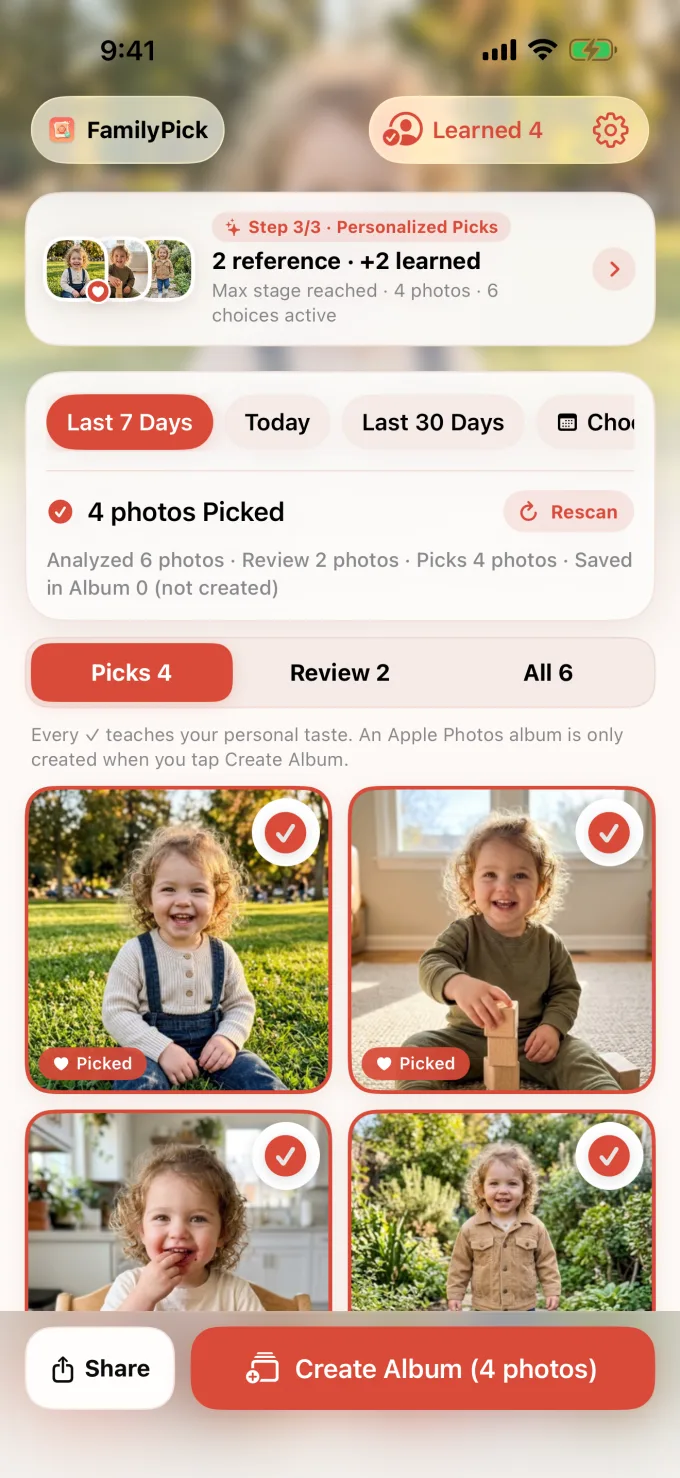 9:41
FamilyPick
Learned 4
Step 3/3 · Personalized Picks
2 reference · +2 learned
Max stage reached · 4 photos · 6
choices active
Last 7 Days
Today
Last 30 Days
4 photos Picked
Rescan
Analyzed 6 photos · Review 2 photos · Picks 4 photos · Saved
in Album 0 (not created)
Picks 4
Review 2
All 6
Every ✓ teaches your personal taste. An Apple Photos album is only
created when you tap Create Album.
Picked
Picked
Share
Create Album (4 photos)